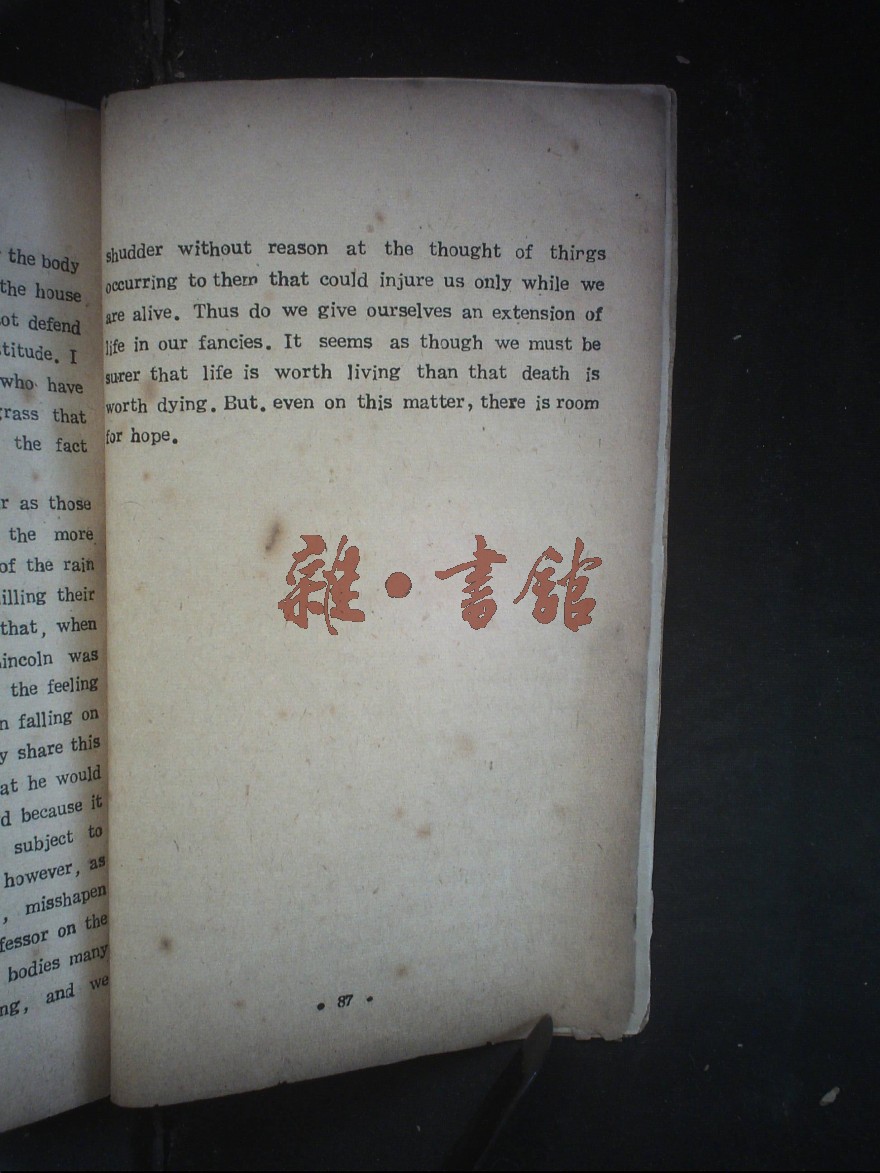 the body
the house
ot defend
titude. I
who have
grass that
the fact
r as those
the more
of the rain
illing their
that, when
incoln was
the feeling
n falling on
y share this
at he would
d because it
subject to
however, as
, misshapen
fessor on the
bodies many
ng, and we
shudder without reason at the thought of things
occurring to them that could injure us only while we
are alive. Thus do we give ourselves an extension of
life in our fancies. It seems as though we must be
surer that life is worth living than that death is
worth dying. But. even on this matter, there is room
for hope.
雜•書館
• 87 •